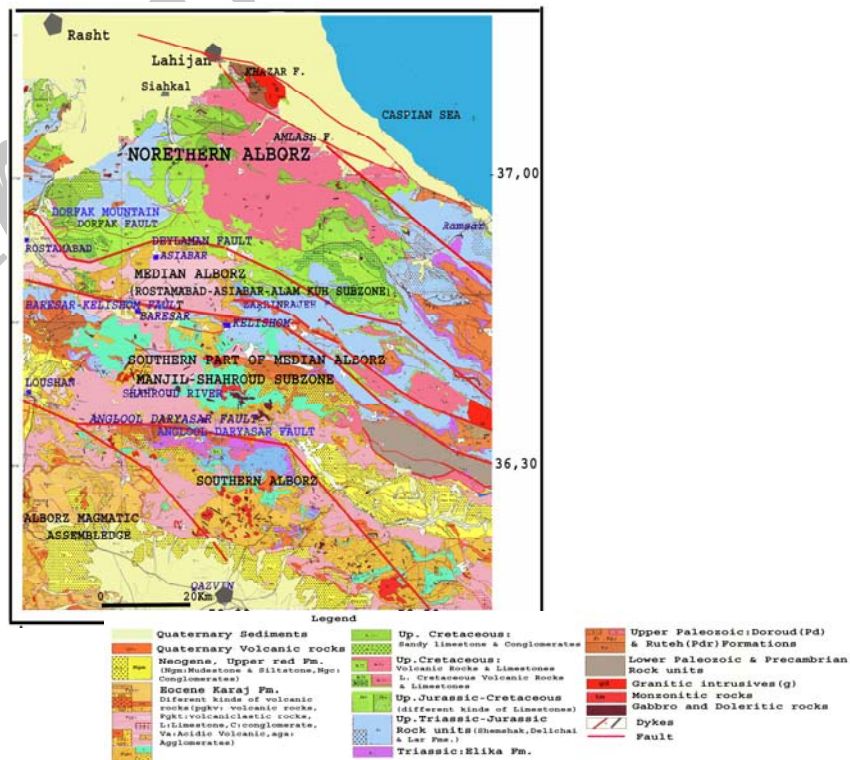 Rasht
Lahijan
KHAZAR F.
Siahkal
CASPIAN SEA
AMLASH F.
NORETHERN ALBORZ
37,00
DORFAK MOUNTAIN
DORFAK FAULT
Ramsar
DEYLAMAN FAULT
ROSTAMABAD
ASIABAR
MEDIAN ALBORZ
(ROSTAMABAD-ASIABAR-ALAM KUH SUBZONE)
BARESAR-KELISHOM FAULT
ZARRINRAJEH
BARESAR
KELISHOM
SOUTHERN PART OF MEDIAN ALBORZ
LOUSHAN
MANJIL-SHAHROUD SUBZONE
SHAHROUD RIVER
ANGLOOL DARYASAR FAULT
ANGLOOL-DARYASAR FAULT
36,30
SOUTHERN ALBORZ
ALBORZ MAGMATIC
ASSEMBLEDGE
QAZVIN
0 20Km
Legend
Quaternary Sediments
Quaternary Volcanic rocks
Neogene, Upper red Fm.
(Ngm:Mudestone & Siltstone,Ngc:
Conglomerates)
Eocene Karaj Fm.
Diferent kinds of volcanic
rocks(pgkv: volvanic rocks,
Pgkt:volcanclastic rocks,
L:Limestone,C:conglomerate,
Va:Acidic Volvanic,aga:
Agglomerates)
Up. Cretaceous:
Sandy limestone & Conglomerates
Up.Cretaceous:
Volcanic Rocks & Limestones
L. Cretaceous Volcanic Rocks
& Limestones
Up.Jurassic-Cretaceous
(different kinds of Limestones)
Up.Triassic-Jurassic
Rock units(Shemshak,Delichai
& Lar Fms.)
Triassic:Elika Fm.
Upper Paleozoic:Doroud(Pd)
& Ruteh(Pdr)Formations
Lower Paleozoic & Precambrian
Rock units
Granitic intrusives(g)
Monzonitic rocks
Gabbro and Doleritic rocks
Dykes
Fault